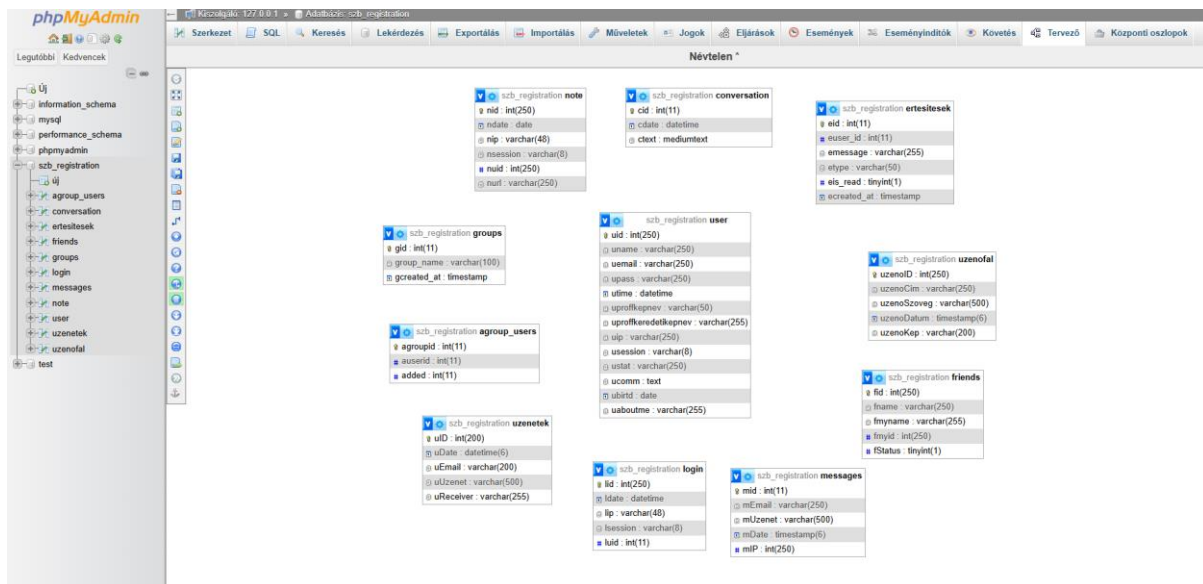 phpMyAdmin
Kiszolgáló: 127.0.0.1 » Adatbázis: szb_registration
Szerkezet SQL Keresés Lekérdezés Exportálás Importálás Műveletek Jogok Eljárások Események Eseményindítók Követés Tervező Központi oszlopok
Legutóbbi Kedvencek
Névtelen *
Új
information_schema
mysql
performance_schema
phpmyadmin
szb_registration
új
agroup_users
conversation
ertesitesek
friends
groups
login
messages
note
user
uzenetek
uzenofal
test
szb_registration note
nid : int(250)
ndate : date
nip : varchar(48)
nsession : varchar(8)
nuid : int(250)
nurl : varchar(250)
szb_registration conversation
cid : int(11)
cdate : datetime
ctext : mediumtext
szb_registration ertesitesek
eid : int(11)
euser_id : int(11)
emessage : varchar(255)
etype : varchar(50)
eis_read : tinyint(1)
ecreated_at : timestamp
szb_registration groups
gid : int(11)
group_name : varchar(100)
gcreated_at : timestamp
szb_registration user
uid : int(250)
uname : varchar(250)
uemail : varchar(250)
upass : varchar(250)
utime : datetime
uproffkepnev : varchar(50)
uproffkeredetikepnev : varchar(255)
uip : varchar(250)
usession : varchar(8)
ustat : varchar(250)
ucomm : text
ubirtd : date
uaboutme : varchar(255)
szb_registration uzenofal
uzenoID : int(250)
uzenoCim : varchar(250)
uzenoSzoveg : varchar(500)
uzenoDatum : timestamp(6)
uzenoKep : varchar(200)
szb_registration agroup_users
agroupid : int(11)
auserid : int(11)
added : int(11)
szb_registration friends
fid : int(250)
fname : varchar(250)
fmyname : varchar(255)
fmyid : int(250)
fStatus : tinyint(1)
szb_registration uzenetek
uID : int(200)
uDate : datetime(6)
uEmail : varchar(200)
uUzenet : varchar(500)
uReceiver : varchar(255)
szb_registration login
lid : int(250)
ldate : datetime
lip : varchar(48)
lsession : varchar(8)
luid : int(11)
szb_registration messages
mid : int(11)
mEmail : varchar(250)
mUzenet : varchar(500)
mDate : timestamp(6)
mIP : int(250)